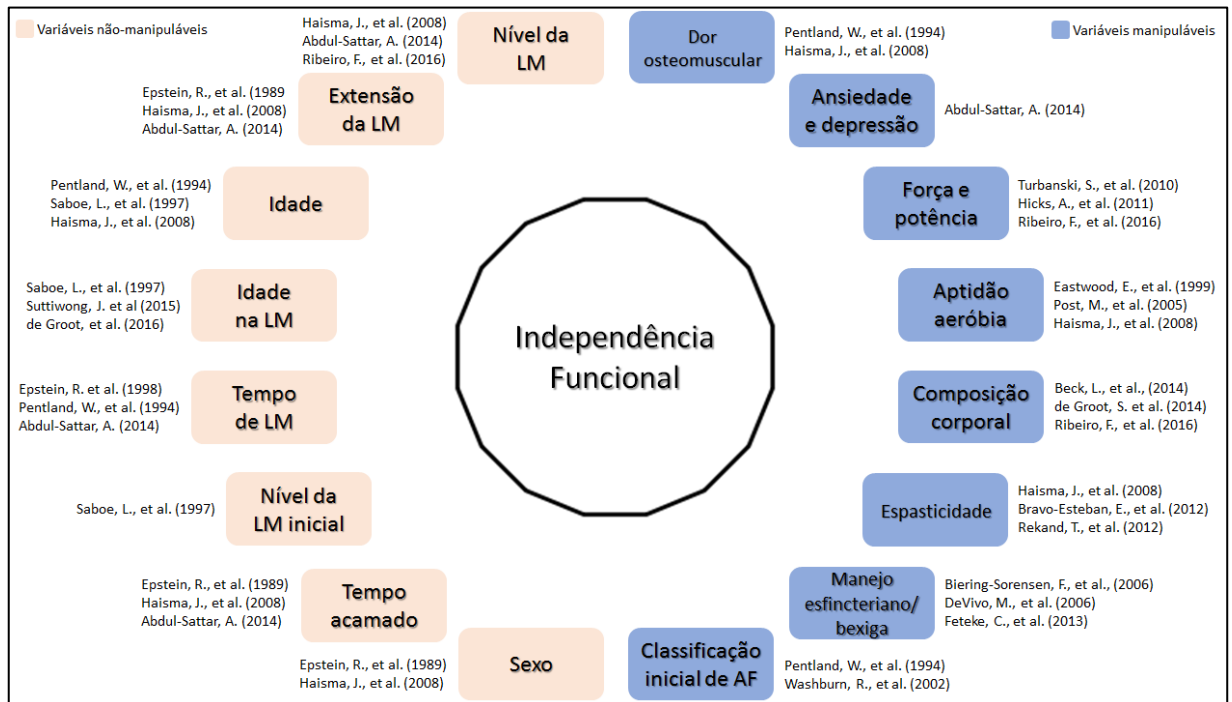 Variáveis não-manipuláveis
Variáveis manipuláveis
Haisma, J., et al. (2008)
Abdul-Sattar, A. (2014)
Ribeiro, F., et al. (2016)
Nível da
LM
Dor
osteomuscular
Pentland, W., et al. (1994)
Haisma, J., et al. (2008)
Epstein, R., et al. (1989
Haisma, J., et al. (2008)
Abdul-Sattar, A. (2014)
Extensão
da LM
Ansiedade
e depressão
Abdul-Sattar, A. (2014)
Pentland, W., et al. (1994)
Saboe, L., et al. (1997)
Haisma, J., et al. (2008)
Idade
Força e
potência
Turbanski, S., et al. (2010)
Hicks, A., et al. (2011)
Ribeiro, F., et al. (2016)
Saboe, L., et al. (1997)
Suttiwong, J. et al (2015)
de Groot, et al. (2016)
Idade
na LM
Aptidão
aeróbia
Eastwood, E., et al. (1999)
Post, M., et al. (2005)
Haisma, J., et al. (2008)
Independência
Funcional
Epstein, R. et al. (1998)
Pentland, W., et al. (1994)
Abdul-Sattar, A. (2014)
Tempo
de LM
Composição
corporal
Beck, L., et al., (2014)
de Groot, S. et al. (2014)
Ribeiro, F., et al. (2016)
Saboe, L., et al. (1997)
Nível da
LM inicial
Espasticidade
Haisma, J., et al. (2008)
Bravo-Esteban, E., et al. (2012)
Rekand, T., et al. (2012)
Epstein, R., et al. (1989)
Haisma, J., et al. (2008)
Abdul-Sattar, A. (2014)
Tempo
acamado
Manejo
esfincteriano/
bexiga
Biering-Sorensen, F., et al., (2006)
DeVivo, M., et al. (2006)
Feteke, C., et al. (2013)
Epstein, R., et al. (1989)
Haisma, J., et al. (2008)
Sexo
Classificação
inicial de AF
Pentland, W., et al. (1994)
Washburn, R., et al. (2002)